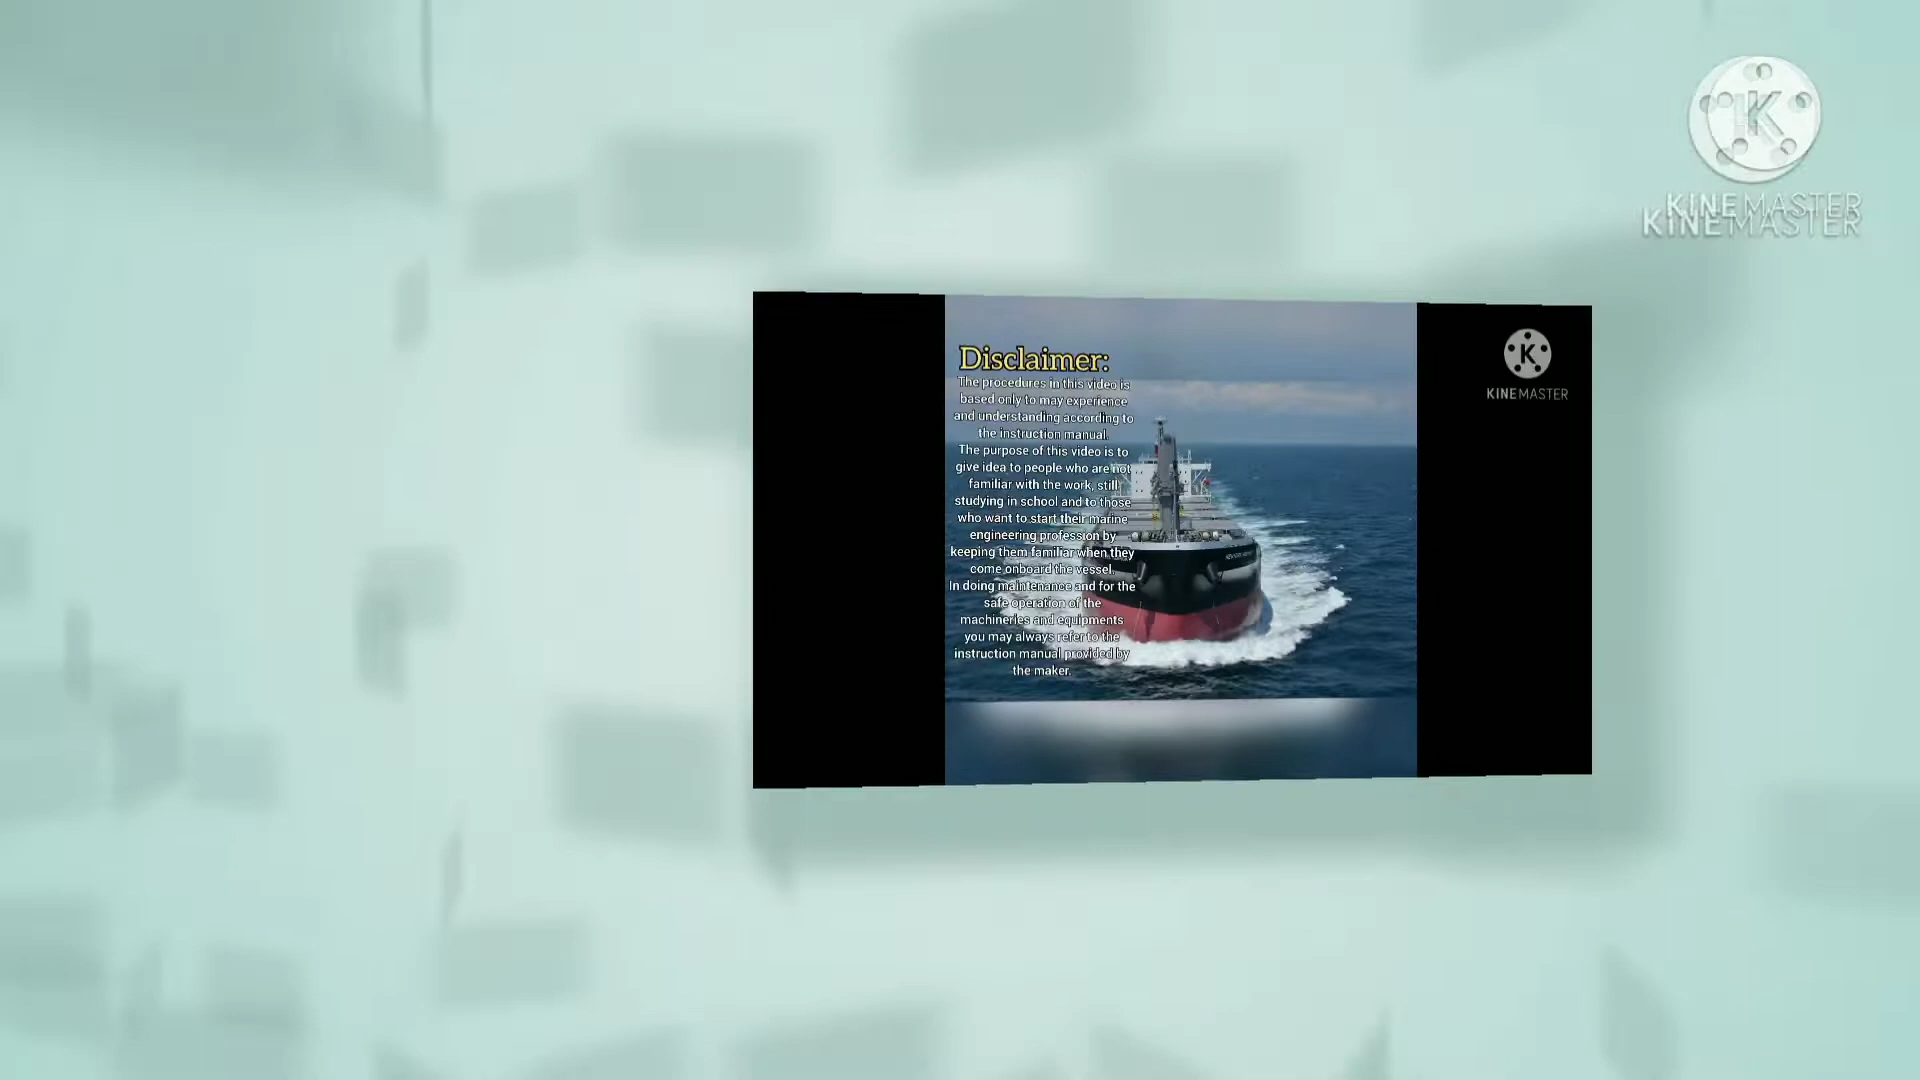 KINEMASTER
KINEMASTER
KINEMASTER
Disclaimer:
The procedures in this video is
based only to may experience
and understanding according to
the instruction manual.
The purpose of this video is to
give idea to people who are not
familiar with the work, still
studying in school and to those
who want to start their marine
engineering profession by
keeping them familiar when they
come onboard the vessel.
In doing maintenance and for the
safe operation of the
machineries and equipments
you may always refer to the
instruction manual provided by
the maker.